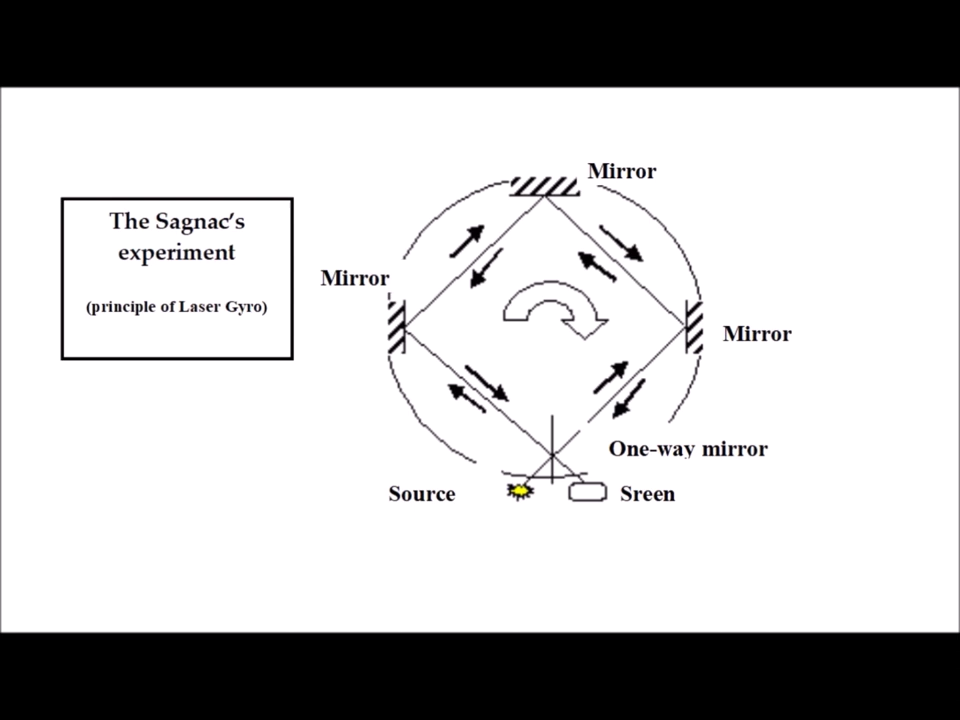 The Sagnac's
experiment
(principle of Laser Gyro)
Mirror
Mirror
Mirror
One-way mirror
Source
Sreen